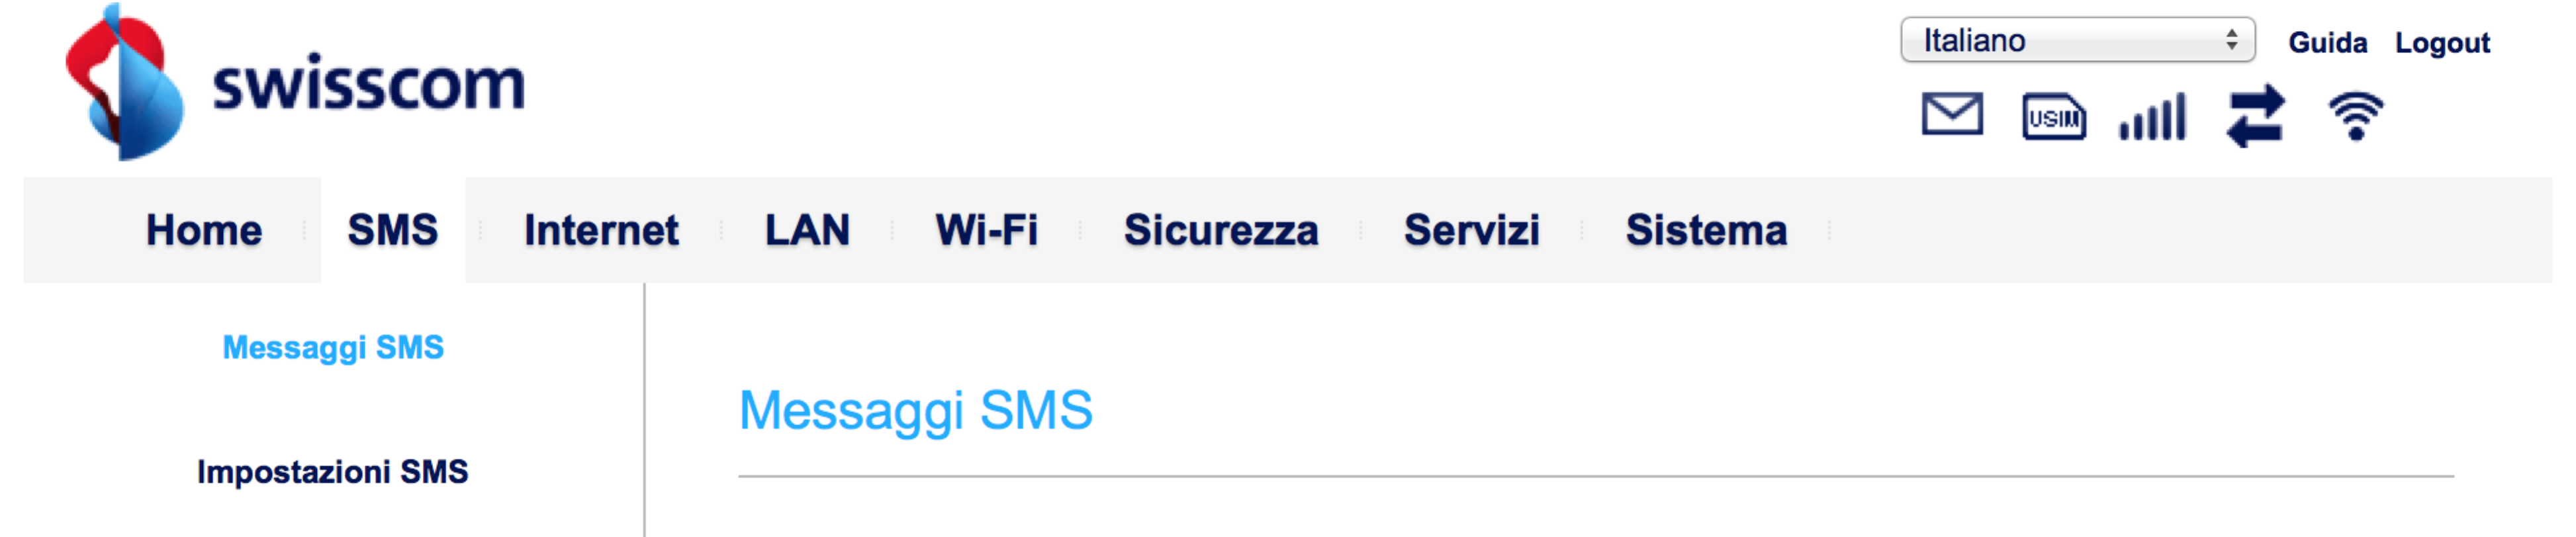 swisscom
Italiano Guida Logout
USIM
Home SMS Internet LAN Wi-Fi Sicurezza Servizi Sistema
Messaggi SMS
Messaggi SMS
Impostazioni SMS